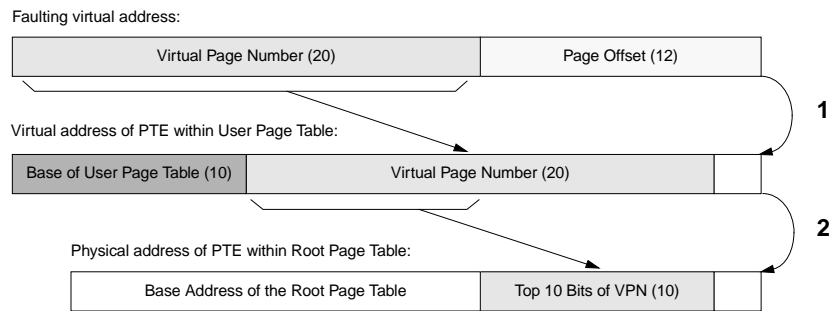 Faulting virtual address:
Virtual Page Number (20) Page Offset (12)
1
Virtual address of PTE within User Page Table:
Base of User Page Table (10) Virtual Page Number (20)
2
Physical address of PTE within Root Page Table:
Base Address of the Root Page Table Top 10 Bits of VPN (10)